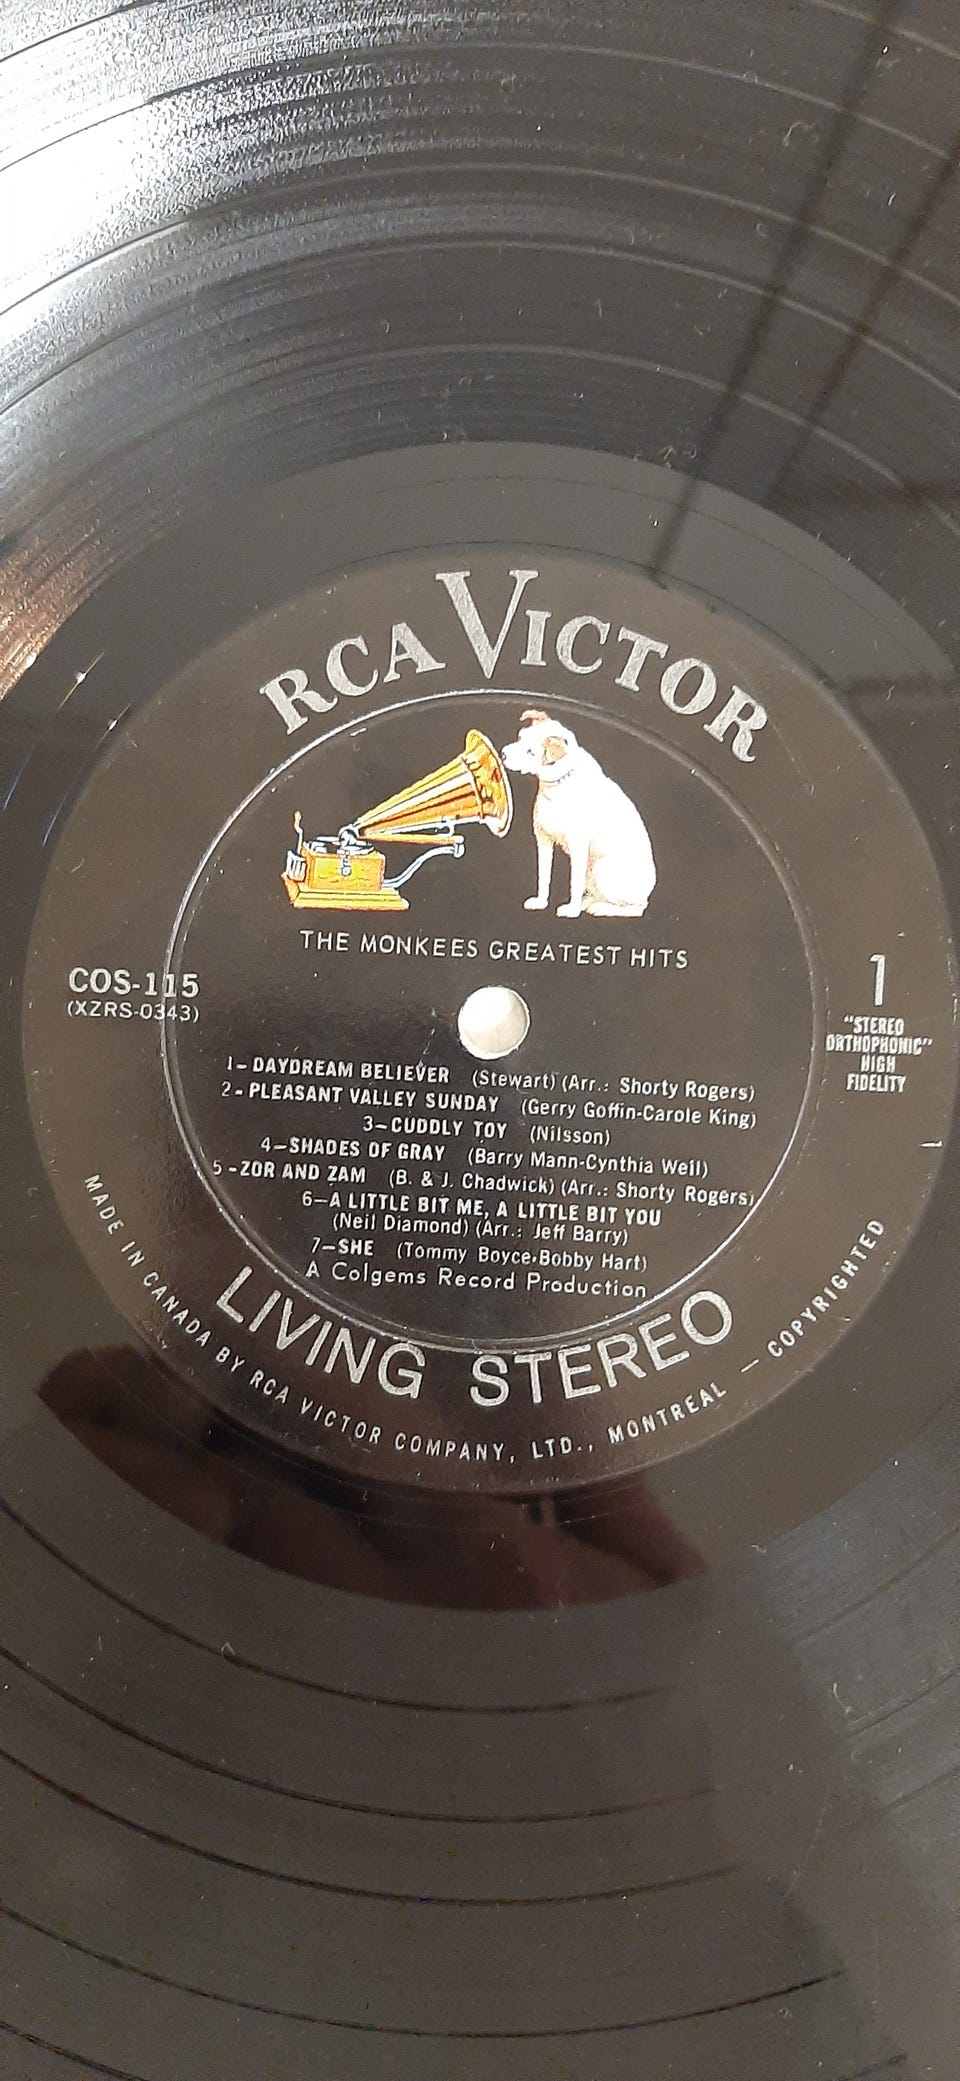 RCA VICTOR
THE MONKEES GREATEST HITS
COS-115
(XZRS-0343)
1
"STEREO
ORTHOPHONIC"
HIGH
FIDELITY
1- DAYDREAM BELIEVER (Stewart) (Arr.: Shorty Rogers)
2- PLEASANT VALLEY SUNDAY (Gerry Goffin-Carole King)
3-CUDDLY TOY (Nilsson)
4-SHADES OF GRAY (Barry Mann-Cynthia Weil)
5-ZOR AND ZAM (B. & J. Chadwick) (Arr.: Shorty Rogers)
6-A LITTLE BIT ME, A LITTLE BIT YOU
(Neil Diamond) (Arr.: Jeff Barry)
7-SHE (Tommy Boyce-Bobby Hart)
A Colgems Record Production
LIVING STEREO
MADE IN CANADA BY RCA VICTOR COMPANY, LTD., MONTREAL — COPYRIGHTED